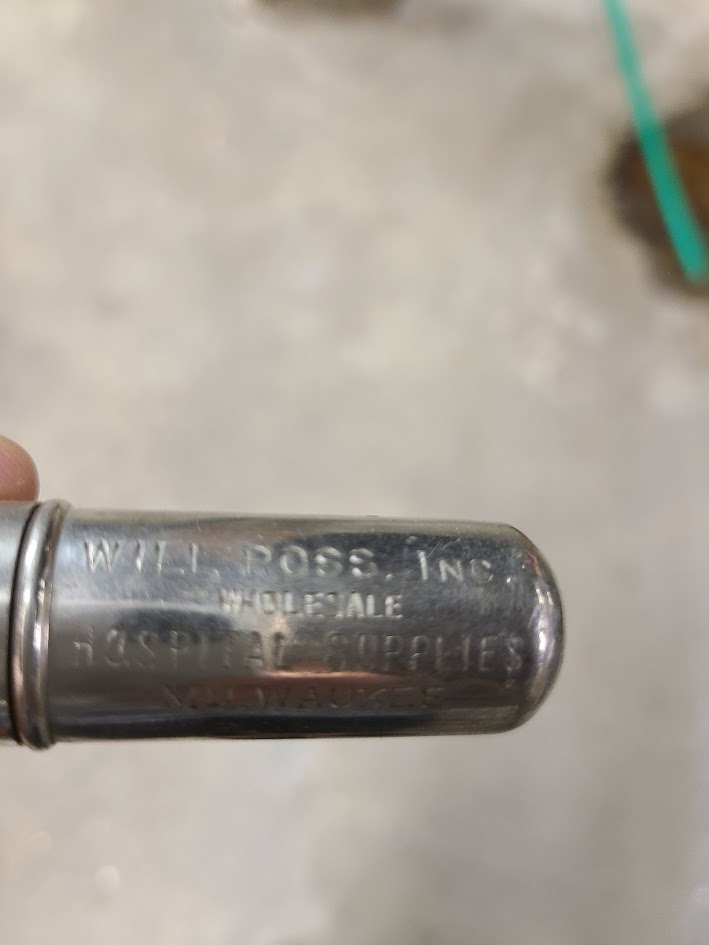 WILL ROSS, INC.
WHOLESALE
HOSPITAL SUPPLIES
MILWAUKEE